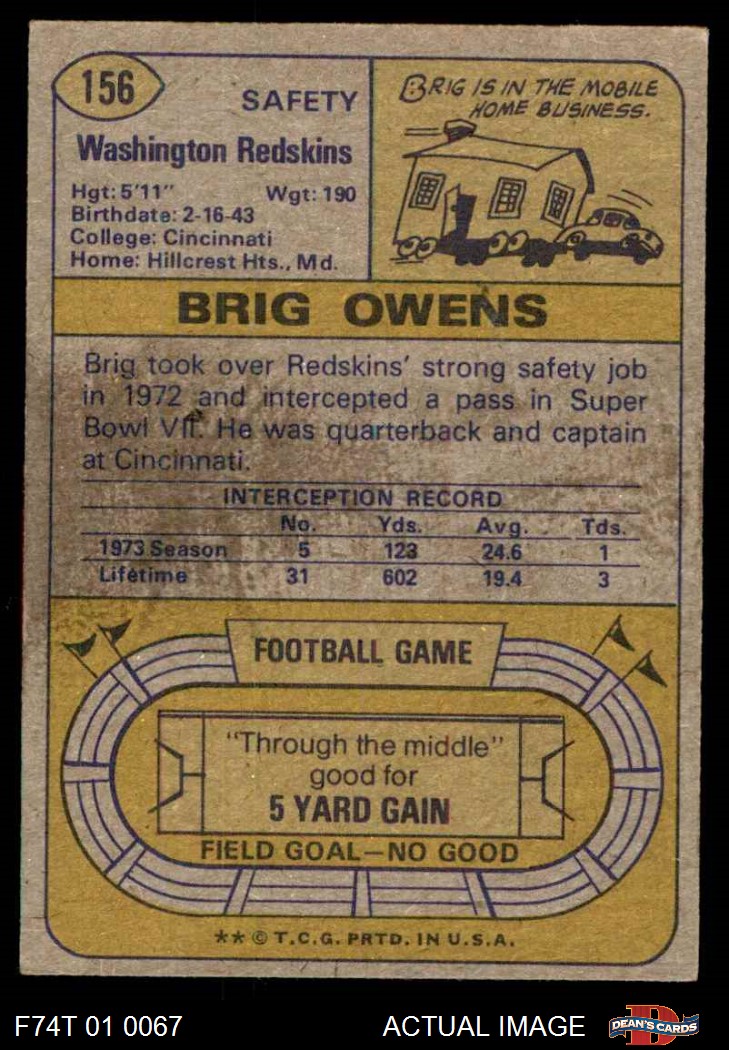 156
SAFETY
Washington Redskins
Hgt: 5'11" Wgt: 190
Birthdate: 2-16-43
College: Cincinnati
Home: Hillcrest Hts., Md.
BRIG IS IN THE MOBILE
HOME BUSINESS.
BRIG OWENS
Brig took over Redskins' strong safety job
in 1972 and intercepted a pass in Super
Bowl VII. He was quarterback and captain
at Cincinnati.
INTERCEPTION RECORD
No. Yds. Avg. Tds.
1973 Season 5 123 24.6 1
Lifetime 31 602 19.4 3
FOOTBALL GAME
"Through the middle"
good for
5 YARD GAIN
FIELD GOAL—NO GOOD
** © T.C.G. PRTD. IN U.S.A.
F74T 01 0067 ACTUAL IMAGE
D
DEAN'S CARDS